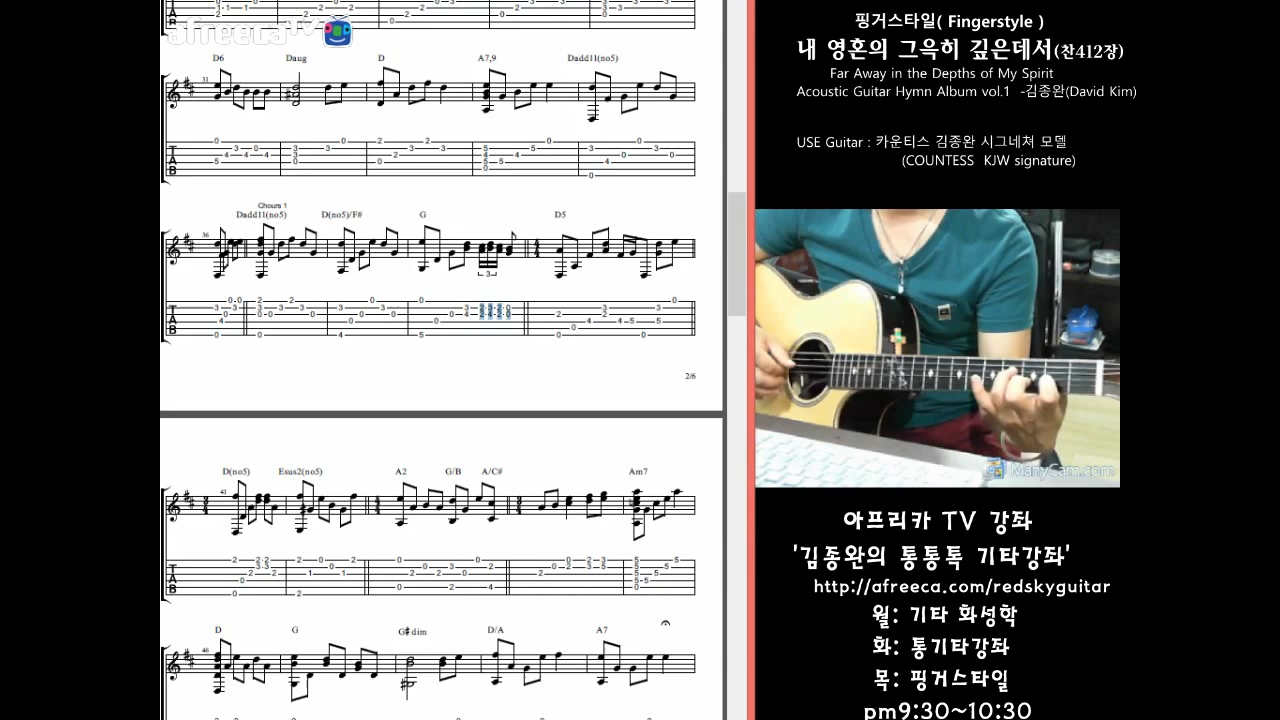 afreecaTV
D6 Daug D A7,9 Dadd11(no5)
31
Chours 1
Dadd11(no5) D(no5)/F# G D5
36
3
2/6
D(no5) Esus2(no5) A2 G/B A/C# Am7
41
D G G#dim D/A A7
46
핑거스타일( Fingerstyle )
내 영혼의 그윽히 깊은데서(찬412장)
Far Away in the Depths of My Spirit
Acoustic Guitar Hymn Album vol.1 -김종완(David Kim)
USE Guitar : 카운티스 김종완 시그네쳐 모델
(COUNTESS KJW signature)
ManyCam.com
아프리카 TV 강좌
'김종완의 통통톡 기타강좌'
http://afreeca.com/redskyguitar
월: 기타 화성학
화: 통기타강좌
목: 핑거스타일
pm9:30~10:30